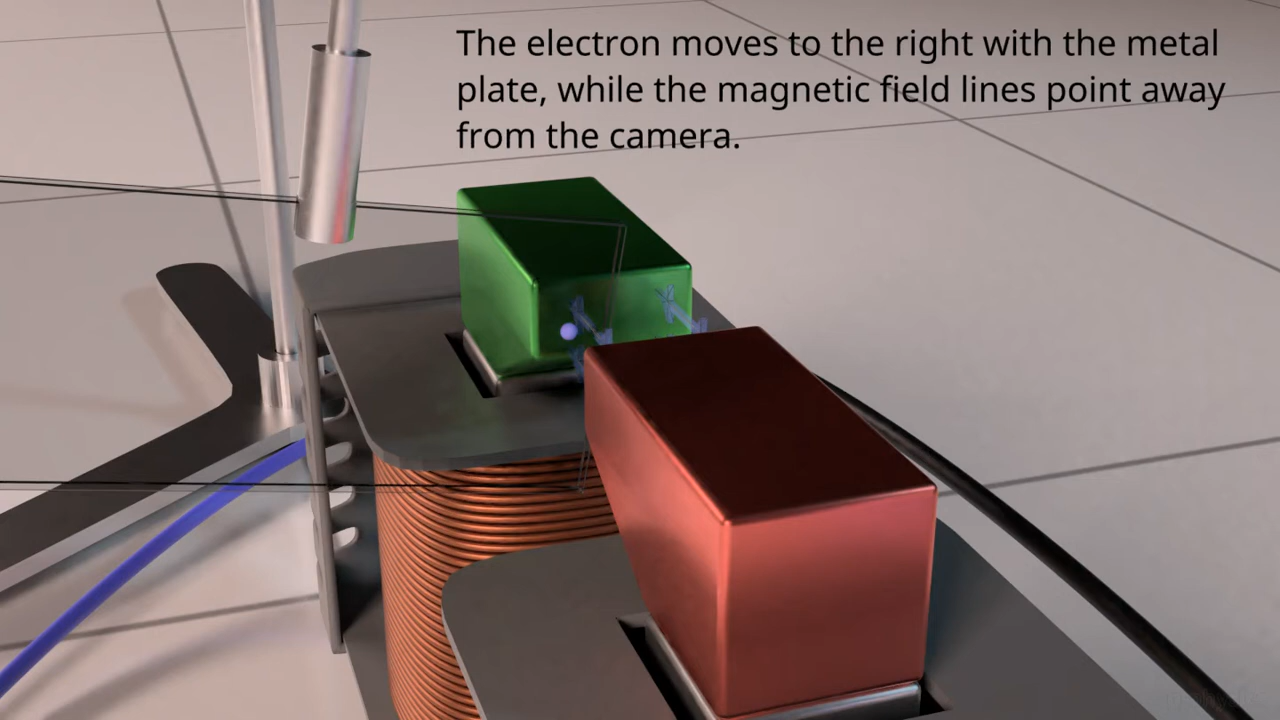 The electron moves to the right with the metal
plate, while the magnetic field lines point away
from the camera.